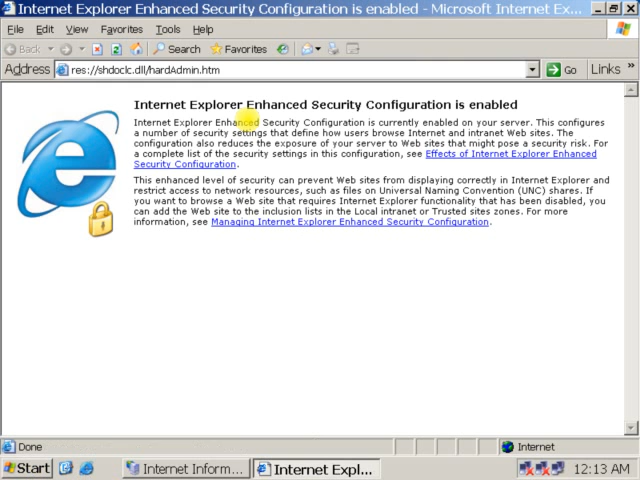 Internet Explorer Enhanced Security Configuration is enabled - Microsoft Internet Ex...
File Edit View Favorites Tools Help
Back Search Favorites
Address res://shdoclc.dll/hardAdmin.htm Go Links »
Internet Explorer Enhanced Security Configuration is enabled
Internet Explorer Enhanced Security Configuration is currently enabled on your server. This configures
a number of security settings that define how users browse Internet and intranet Web sites. The
configuration also reduces the exposure of your server to Web sites that might pose a security risk. For
a complete list of the security settings in this configuration, see Effects of Internet Explorer Enhanced
Security Configuration.
This enhanced level of security can prevent Web sites from displaying correctly in Internet Explorer and
restrict access to network resources, such as files on Universal Naming Convention (UNC) shares. If
you want to browse a Web site that requires Internet Explorer functionality that has been disabled, you
can add the Web site to the inclusion lists in the Local intranet or Trusted sites zones. For more
information, see Managing Internet Explorer Enhanced Security Configuration.
Done Internet
Start Internet Inform... Internet Expl... 12:13 AM